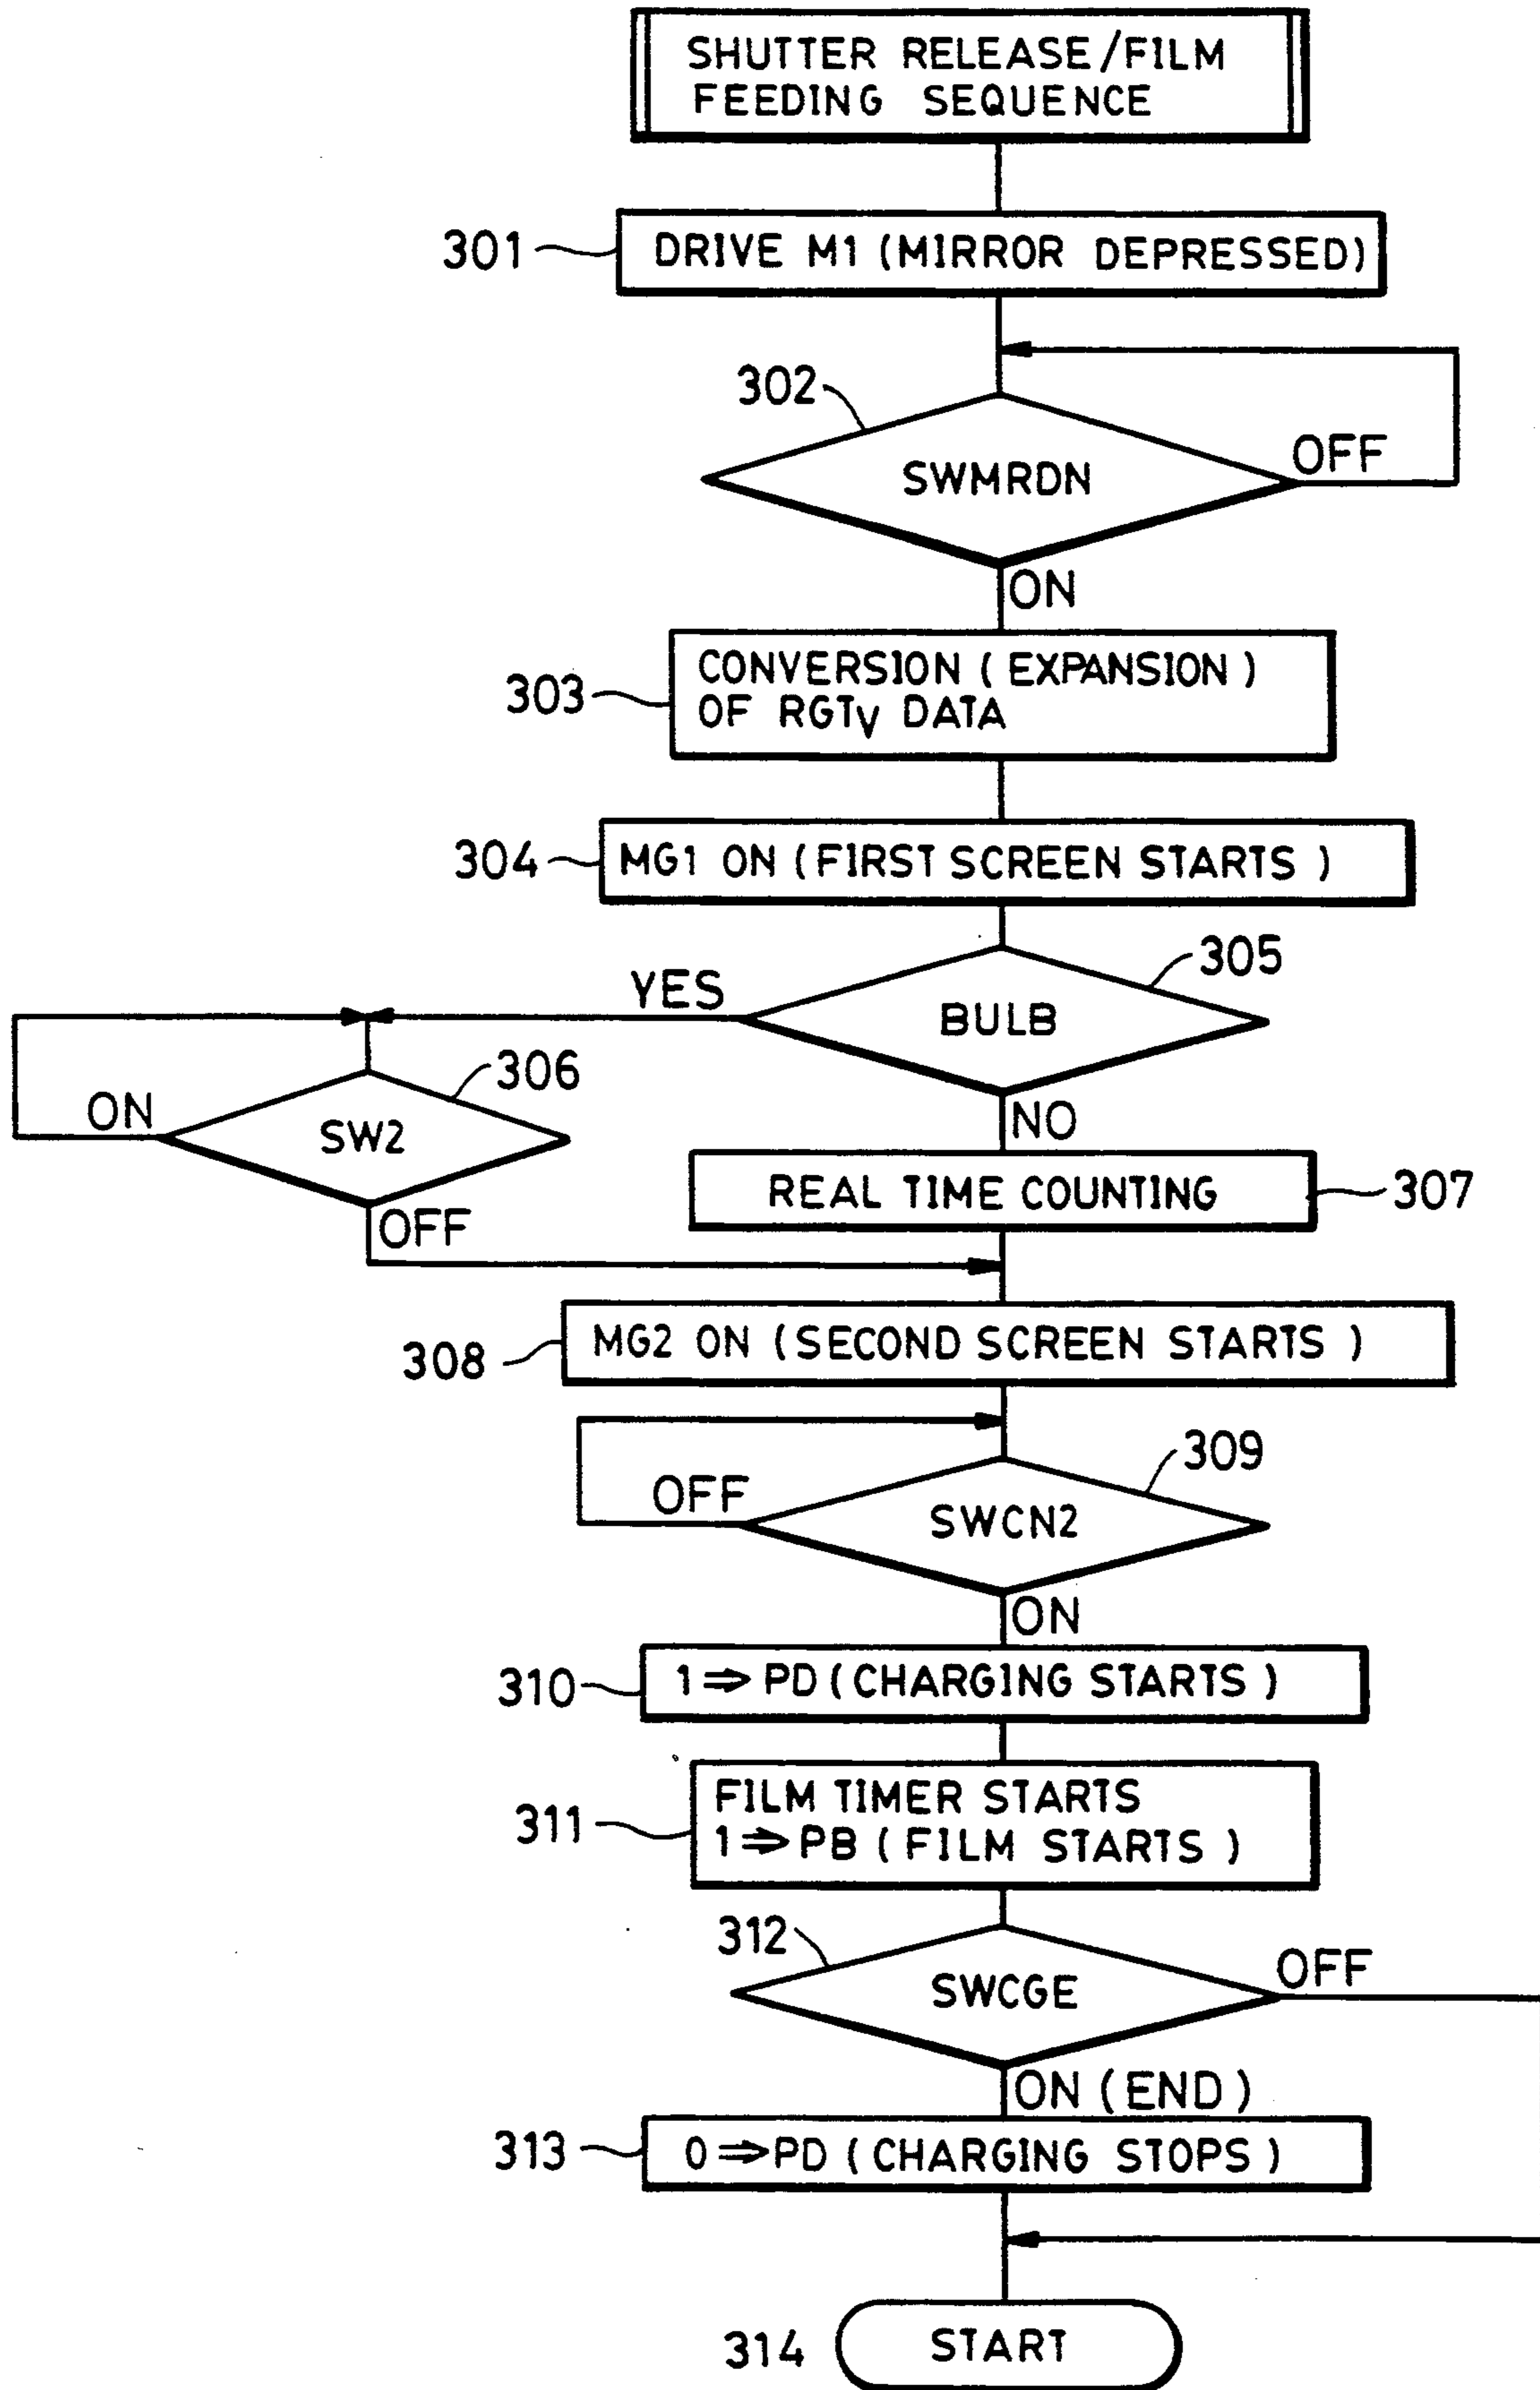 SHUTTER RELEASE/FILM
FEEDING SEQUENCE
301
DRIVE M1 (MIRROR DEPRESSED)
302
SWMRDN
OFF
ON
303
CONVERSION (EXPANSION)
OF RGTV DATA
304
MG1 ON (FIRST SCREEN STARTS)
305
YES
BULB
306
ON
SW2
NO
REAL TIME COUNTING
307
OFF
308
MG2 ON (SECOND SCREEN STARTS)
309
OFF
SWCN2
ON
310
1⇒PD (CHARGING STARTS)
311
FILM TIMER STARTS
1⇒PB (FILM STARTS)
312
SWCGE
OFF
ON (END)
313
0⇒PD (CHARGING STOPS)
314
START